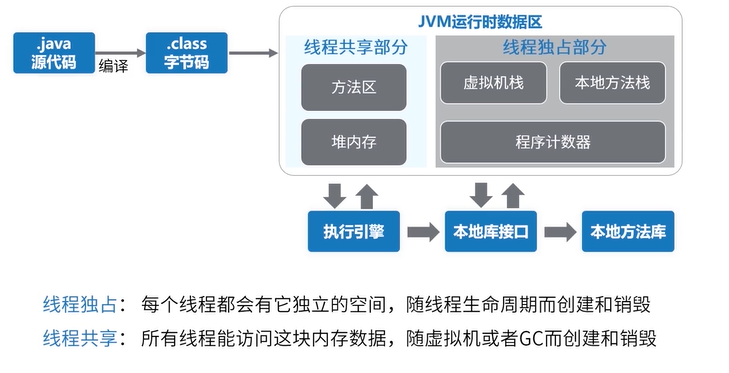 JVM运行时数据区
.java
源代码
编译
.class
字节码
线程共享部分
方法区
堆内存
线程独占部分
虚拟机栈
本地方法栈
程序计数器
执行引擎
本地库接口
本地方法库
线程独占： 每个线程都会有它独立的空间，随线程生命周期而创建和销毁
线程共享： 所有线程能访问这块内存数据，随虚拟机或者GC而创建和销毁